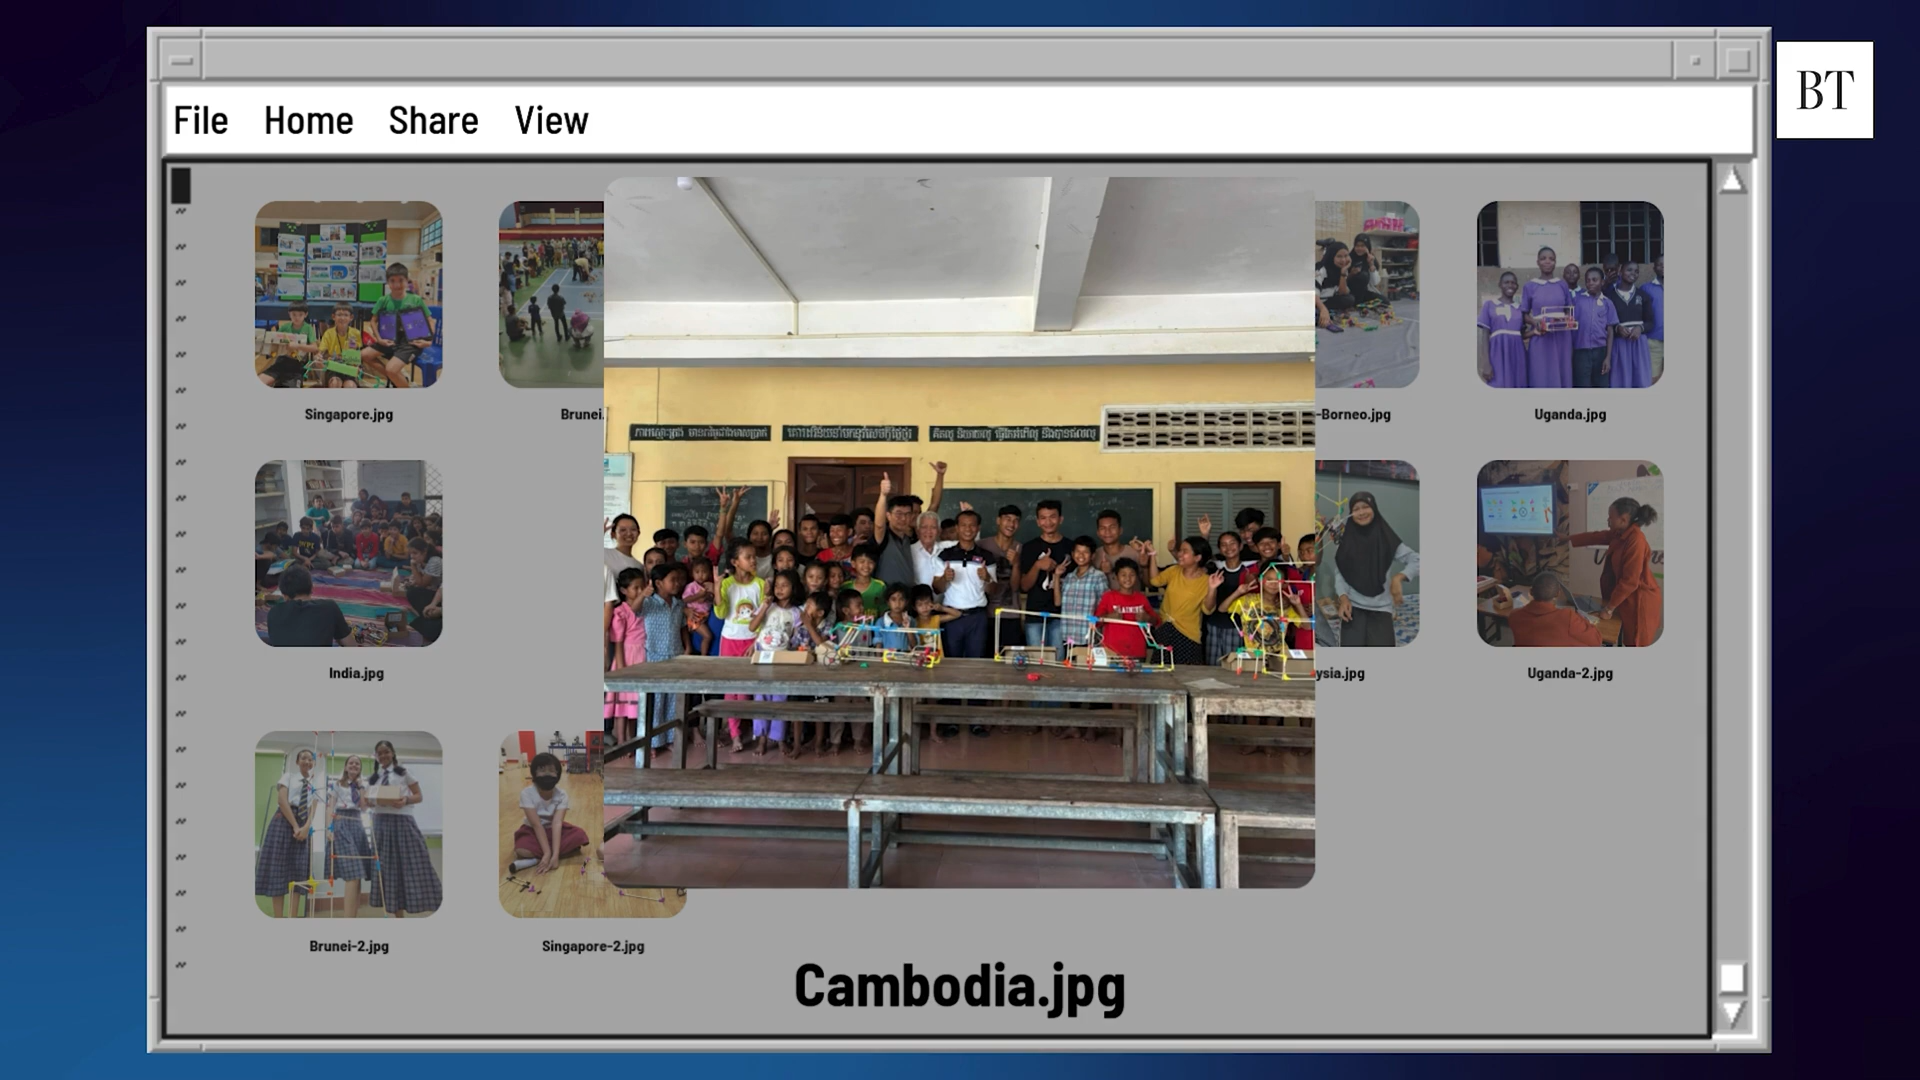 BT
File Home Share View
Singapore.jpg
Brunei.
-Borneo.jpg
Uganda.jpg
India.jpg
ysia.jpg
Uganda-2.jpg
Brunei-2.jpg
Singapore-2.jpg
Cambodia.jpg